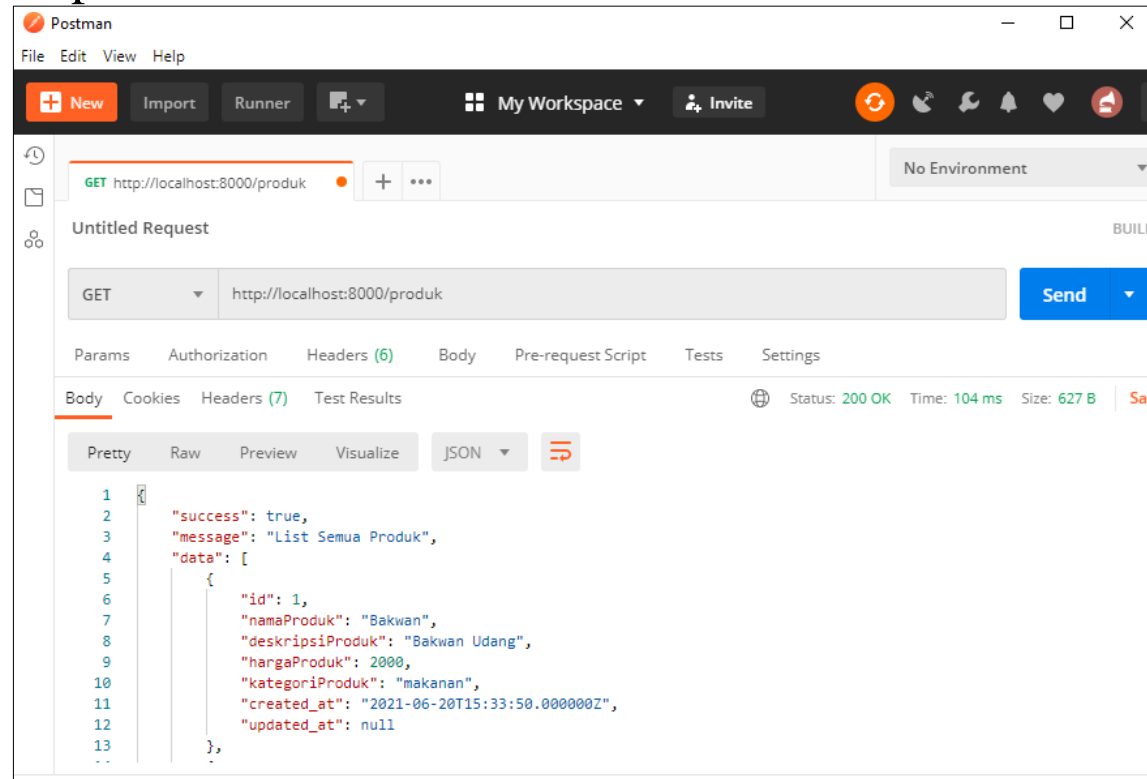 Postman
File Edit View Help
New Import Runner My Workspace Invite
GET http://localhost:8000/produk No Environment
Untitled Request
GET http://localhost:8000/produk Send
Params Authorization Headers (6) Body Pre-request Script Tests Settings
Body Cookies Headers (7) Test Results Status: 200 OK Time: 104 ms Size: 627 B
Pretty Raw Preview Visualize JSON
1 {
2 "success": true,
3 "message": "List Semua Produk",
4 "data": [
5 {
6 "id": 1,
7 "namaProduk": "Bakwan",
8 "deskripsiProduk": "Bakwan Udang",
9 "hargaProduk": 2000,
10 "kategoriProduk": "makanan",
11 "created_at": "2021-06-20T15:33:50.000000Z",
12 "updated_at": null
13 },